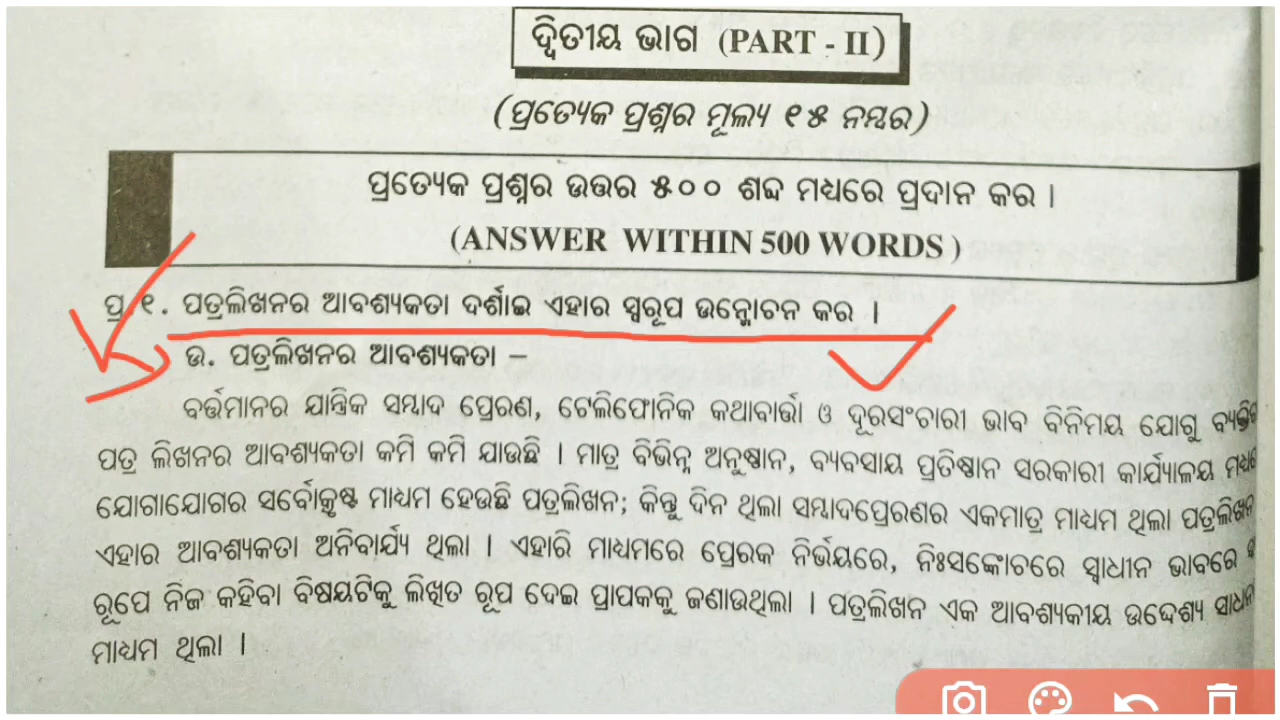 ଦ୍ୱିତୀୟ ଭାଗ (PART - II)
(ପ୍ରତ୍ୟେକ ପ୍ରଶ୍ନର ମୂଲ୍ୟ ୧୫ ନମ୍ବର)
ପ୍ରତ୍ୟେକ ପ୍ରଶ୍ନର ଉତ୍ତର ୫୦୦ ଶବ୍ଦ ମଧ୍ୟରେ ପ୍ରଦାନ କର ।
(ANSWER WITHIN 500 WORDS)
ପ୍ର.୧. ପତ୍ରଲିଖନର ଆବଶ୍ୟକତା ଦର୍ଶାଇ ଏହାର ସ୍ୱରୂପ ଉନ୍ମୋଚନ କର ।
ଉ. ପତ୍ରଲିଖନର ଆବଶ୍ୟକତା –
ବର୍ତ୍ତମାନର ଯାନ୍ତ୍ରିକ ସମ୍ବାଦ ପ୍ରେରଣ, ଟେଲିଫୋନିକ କଥାବାର୍ତ୍ତା ଓ ଦୂରସଂଚାରୀ ଭାବ ବିନିମୟ ଯୋଗୁ
ପତ୍ର ଲିଖନର ଆବଶ୍ୟକତା କମି କମି ଯାଉଛି । ମାତ୍ର ବିଭିନ୍ନ ଅନୁଷ୍ଠାନ, ବ୍ୟବସାୟ ପ୍ରତିଷ୍ଠାନ ସରକାରୀ କାର୍ଯ୍ୟାଳୟ
ଯୋଗାଯୋଗର ସର୍ବୋତ୍କୃଷ୍ଟ ମାଧ୍ୟମ ହେଉଛି ପତ୍ରଲିଖନ; କିନ୍ତୁ ଦିନ ଥିଲା ସମ୍ବାଦପ୍ରେରଣର ଏକମାତ୍ର ମାଧ୍ୟମ ଥିଲା ପତ୍ରଲିଖନ
ଏହାର ଆବଶ୍ୟକତା ଅନିବାର୍ଯ୍ୟ ଥିଲା । ଏହାରି ମାଧ୍ୟମରେ ପ୍ରେରକ ନିର୍ଭୟରେ, ନିଃସଙ୍କୋଚରେ ସ୍ୱାଧୀନ ଭାବରେ
ରୂପେ ନିଜ କହିବା ବିଷୟଟିକୁ ଲିଖିତ ରୂପ ଦେଇ ପ୍ରାପକକୁ ଜଣାଉଥିଲା । ପତ୍ରଲିଖନ ଏକ ଆବଶ୍ୟକୀୟ ଉଦ୍ଦେଶ୍ୟ ସାଧନ
ମାଧ୍ୟମ ଥିଲା ।